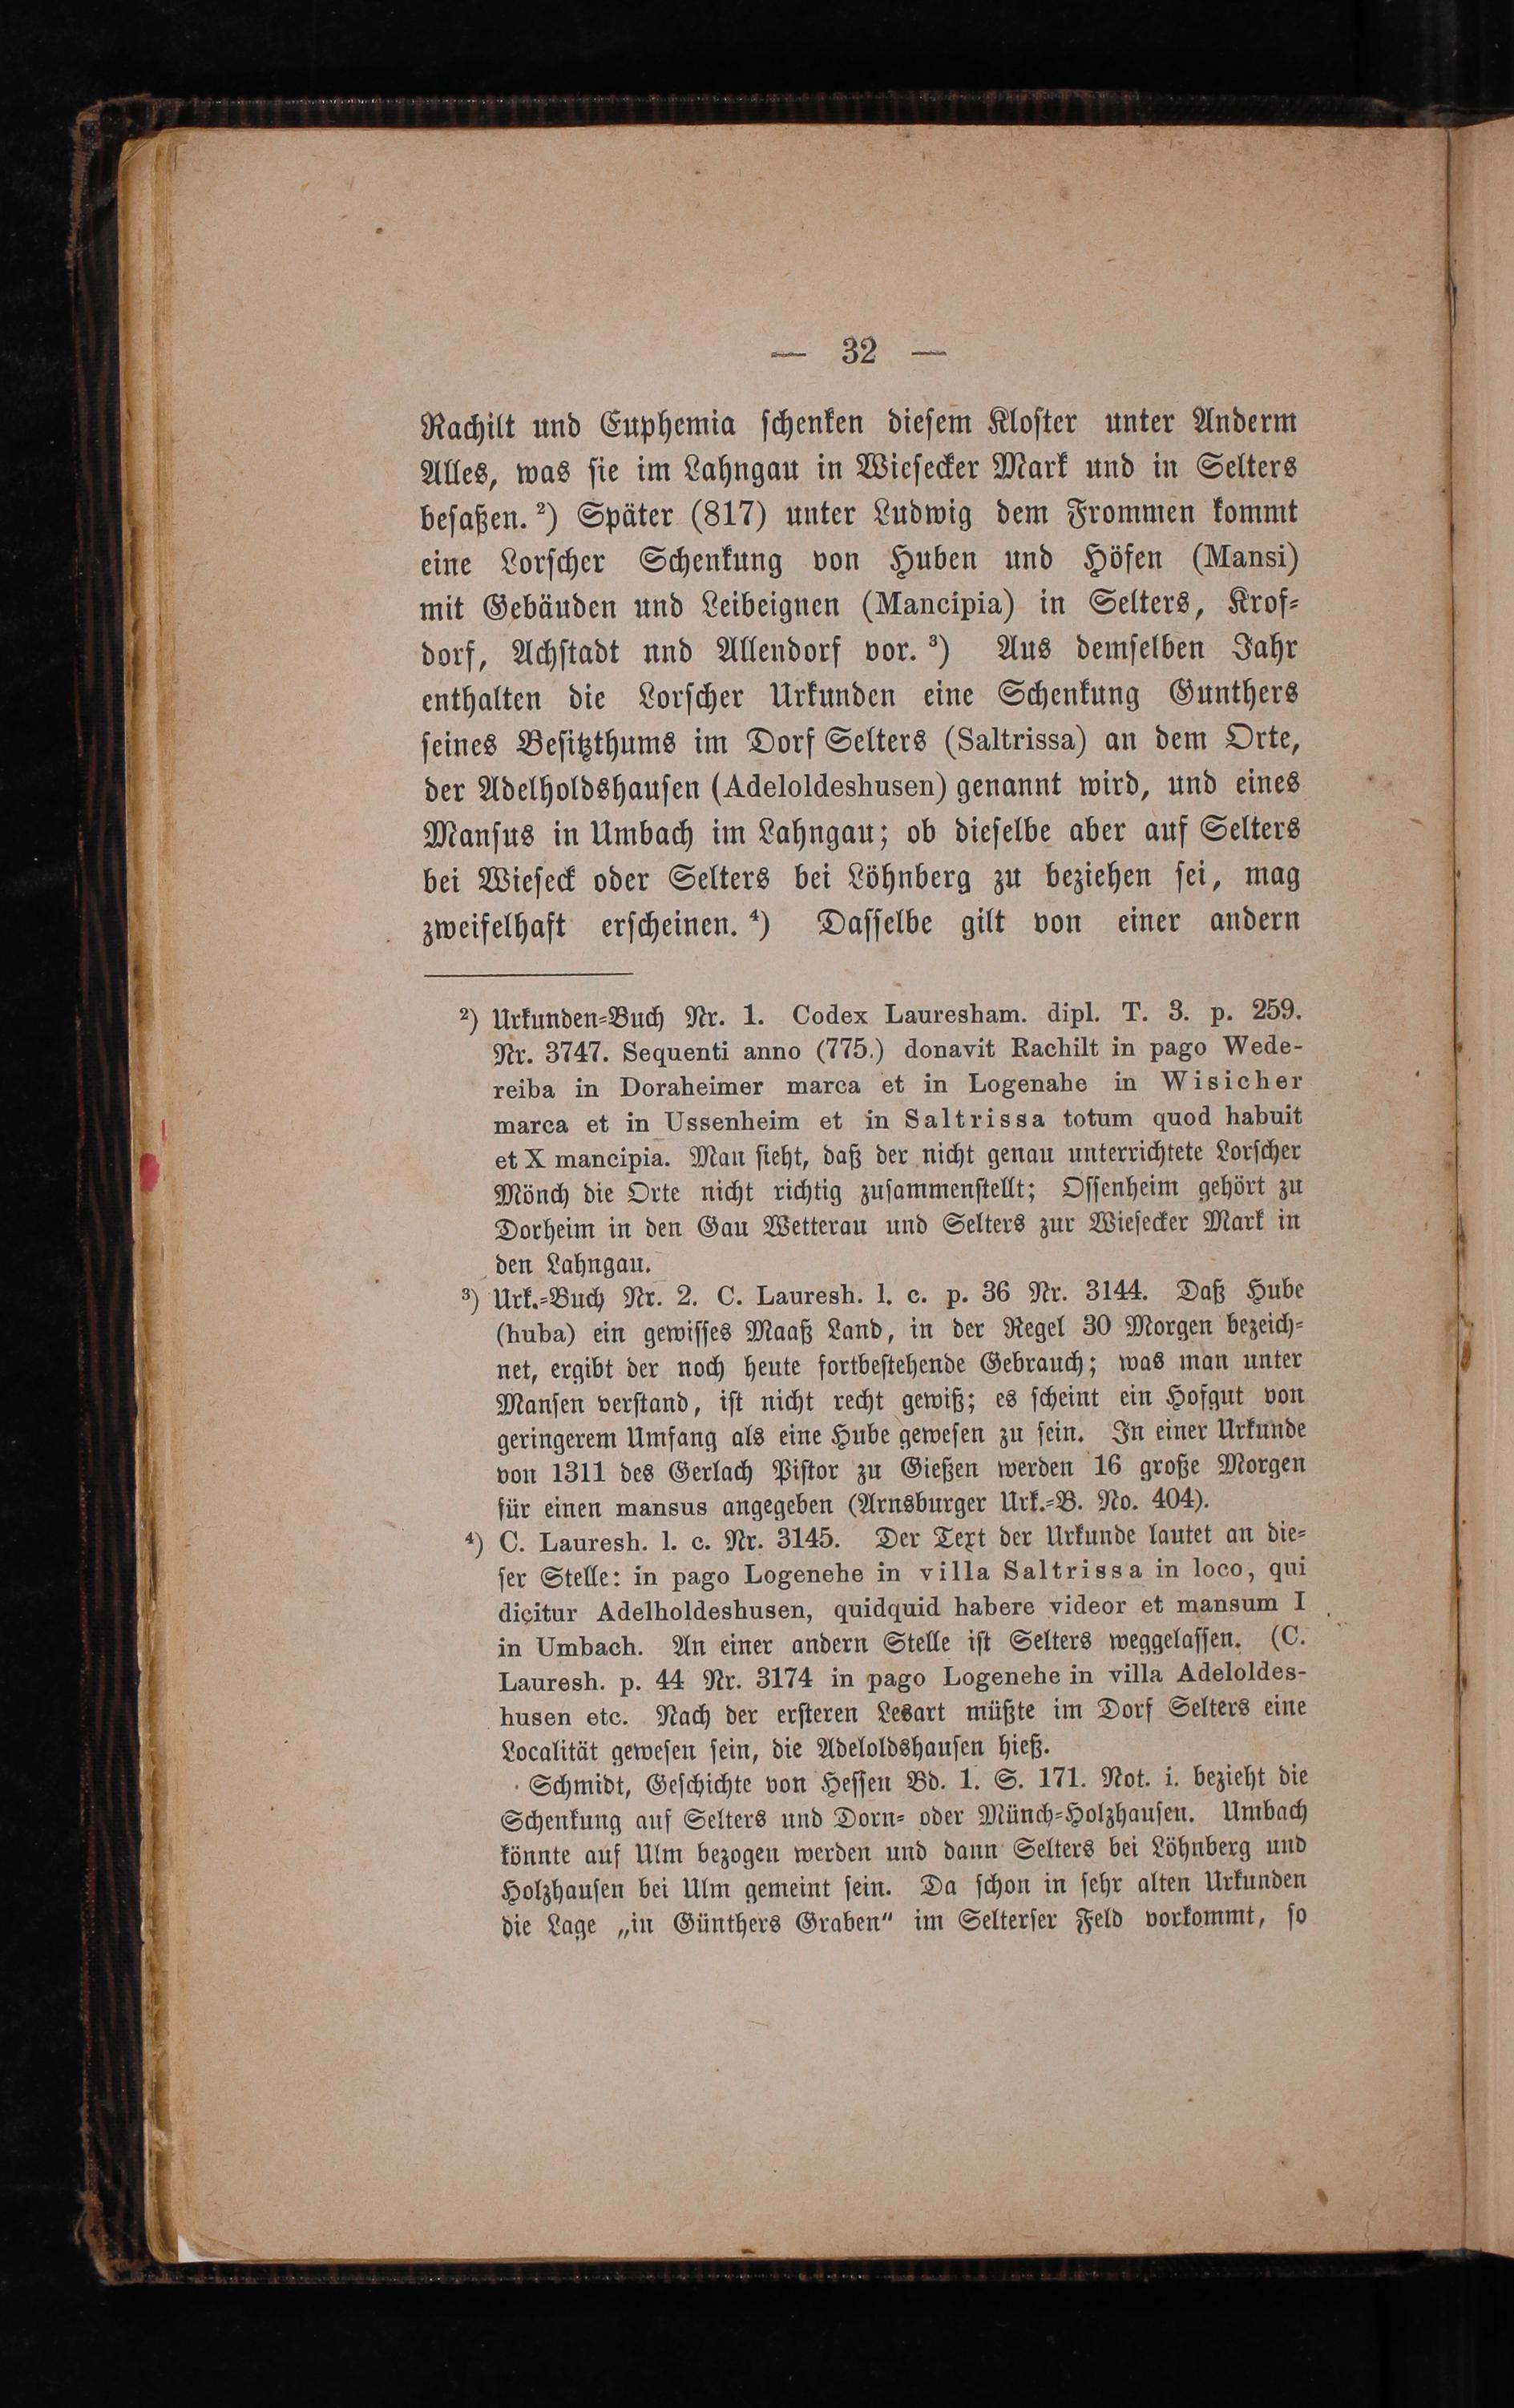 — 32 —
Rachilt und Euphemia schenken diesem Kloster unter Anderm
Alles, was sie im Lahngau in Wiesecker Mark und in Selters
besaßen. ²) Später (817) unter Ludwig dem Frommen kommt
eine Lorscher Schenkung von Huben und Höfen (Mansi)
mit Gebäuden und Leibeignen (Mancipia) in Selters, Krof-
dorf, Achstadt und Allendorf vor. ³) Aus demselben Jahr
enthalten die Lorscher Urkunden eine Schenkung Gunthers
seines Besitzthums im Dorf Selters (Saltrissa) an dem Orte,
der Adelholdshausen (Adeloldeshusen) genannt wird, und eines
Mansus in Umbach im Lahngau; ob dieselbe aber auf Selters
bei Wieseck oder Selters bei Löhnberg zu beziehen sei, mag
zweifelhaft erscheinen. ⁴) Dasselbe gilt von einer andern
²) Urkunden-Buch Nr. 1. Codex Lauresham. dipl. T. 3. p. 259.
Nr. 3747. Sequenti anno (775.) donavit Rachilt in pago Wede-
reiba in Doraheimer marca et in Logenahe in Wisicher
marca et in Ussenheim et in Saltrissa totum quod habuit
et X mancipia. Man sieht, daß der nicht genau unterrichtete Lorscher
Mönch die Orte nicht richtig zusammenstellt; Ossenheim gehört zu
Dorheim in den Gau Wetterau und Selters zur Wiesecker Mark in
den Lahngau.
³) Urk.-Buch Nr. 2. C. Lauresh. l. c. p. 36 Nr. 3144. Daß Hube
(huba) ein gewisses Maaß Land, in der Regel 30 Morgen bezeich-
net, ergibt der noch heute fortbestehende Gebrauch; was man unter
Mansen verstand, ist nicht recht gewiß; es scheint ein Hofgut von
geringerem Umfang als eine Hube gewesen zu sein. In einer Urkunde
von 1311 des Gerlach Pistor zu Gießen werden 16 große Morgen
für einen mansus angegeben (Arnsburger Urk.-B. No. 404).
⁴) C. Lauresh. l. c. Nr. 3145. Der Text der Urkunde lautet an die-
ser Stelle: in pago Logenehe in villa Saltrissa in loco, qui
dicitur Adelholdeshusen, quidquid habere videor et mansum I
in Umbach. An einer andern Stelle ist Selters weggelassen. (C.
Lauresh. p. 44 Nr. 3174 in pago Logenehe in villa Adeloldes-
husen etc. Nach der ersteren Lesart müßte im Dorf Selters eine
Localität gewesen sein, die Adeloldshausen hieß.
Schmidt, Geschichte von Hessen Bd. 1. S. 171. Not. i. bezieht die
Schenkung auf Selters und Dorn- oder Münch-Holzhausen. Umbach
könnte auf Ulm bezogen werden und dann Selters bei Löhnberg und
Holzhausen bei Ulm gemeint sein. Da schon in sehr alten Urkunden
die Lage „in Günthers Graben“ im Selterser Feld vorkommt, so